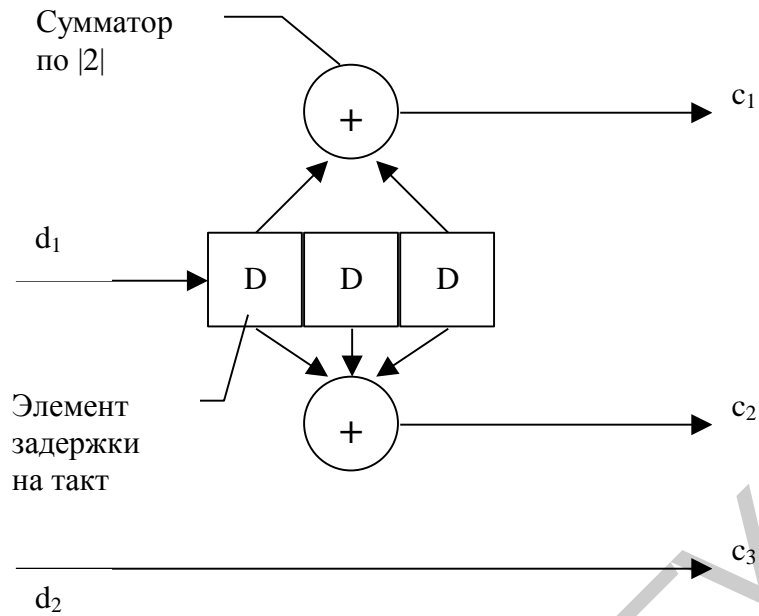 Сумматор
по |2|
+
c₁
d₁
D D D
Элемент
задержки
на такт
+
c₂
c₃
d₂